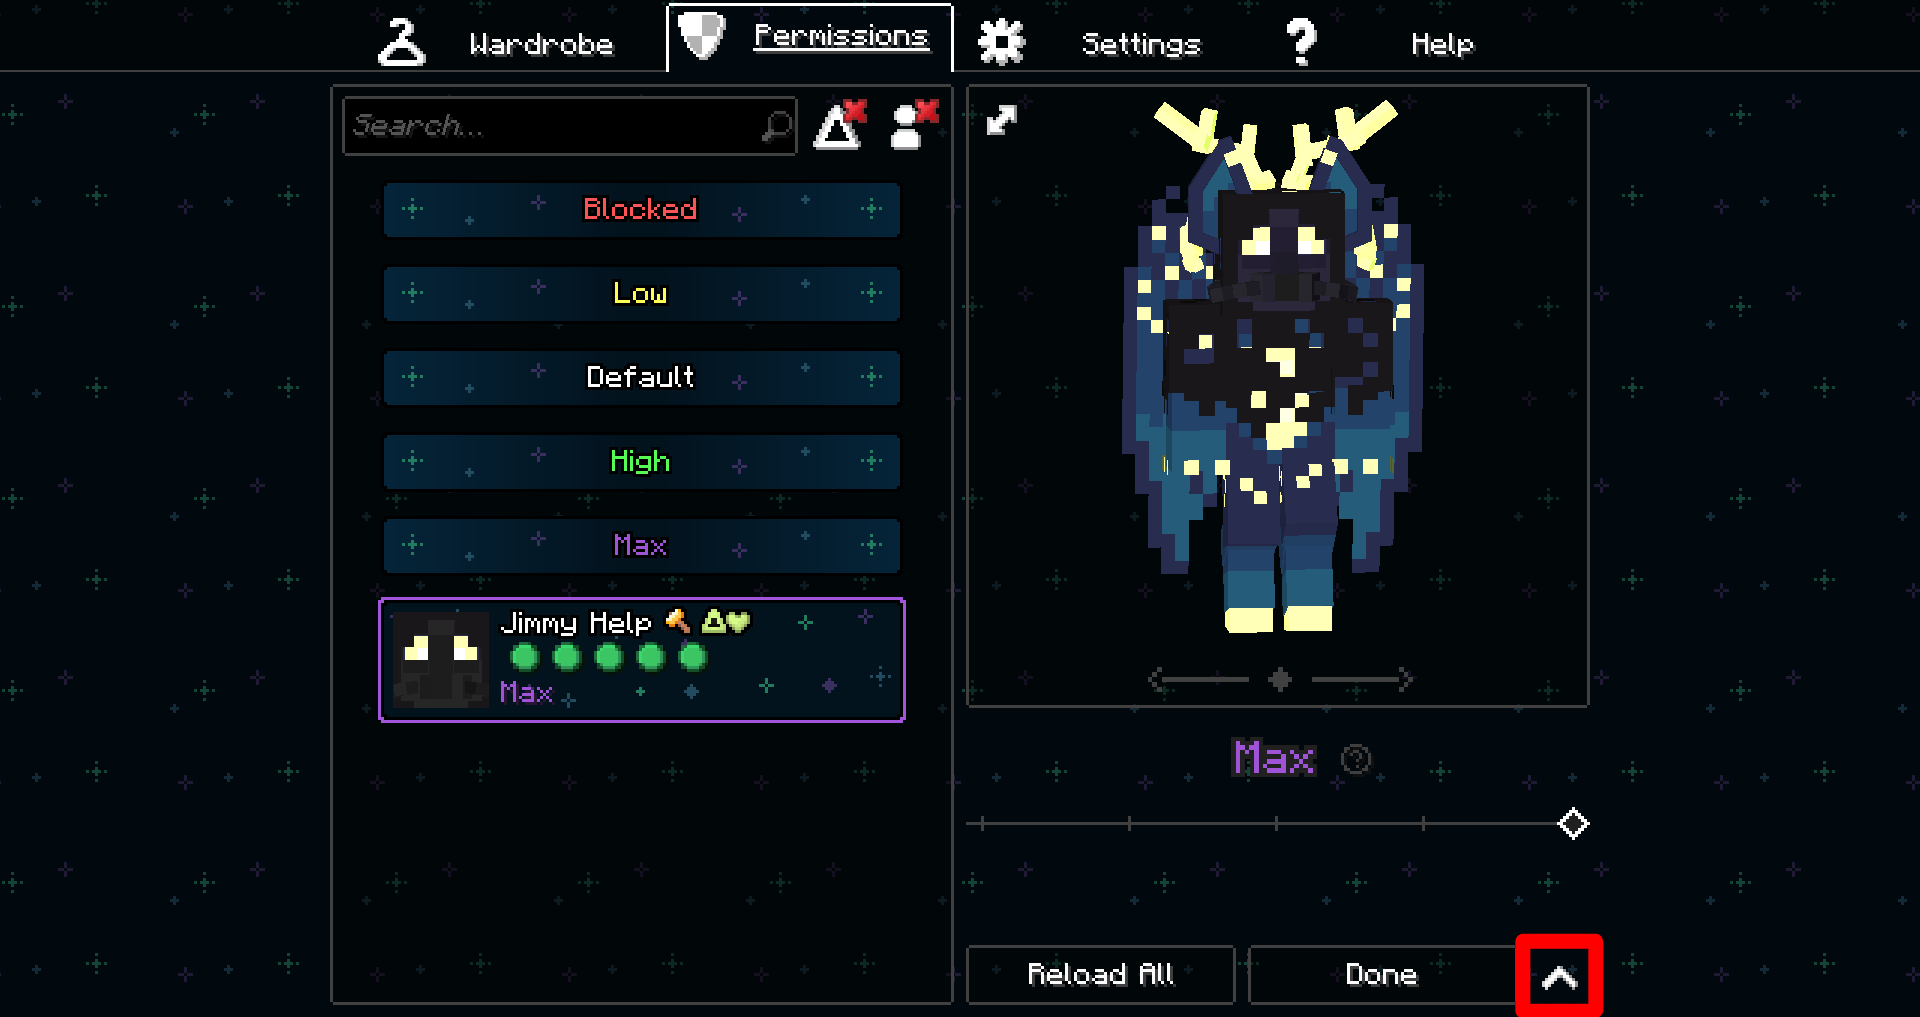 Wardrobe
Permissions
Settings
Help
Search...
Blocked
Low
Default
High
Max
Jimmy Help
Max
Max
Reload All
Done